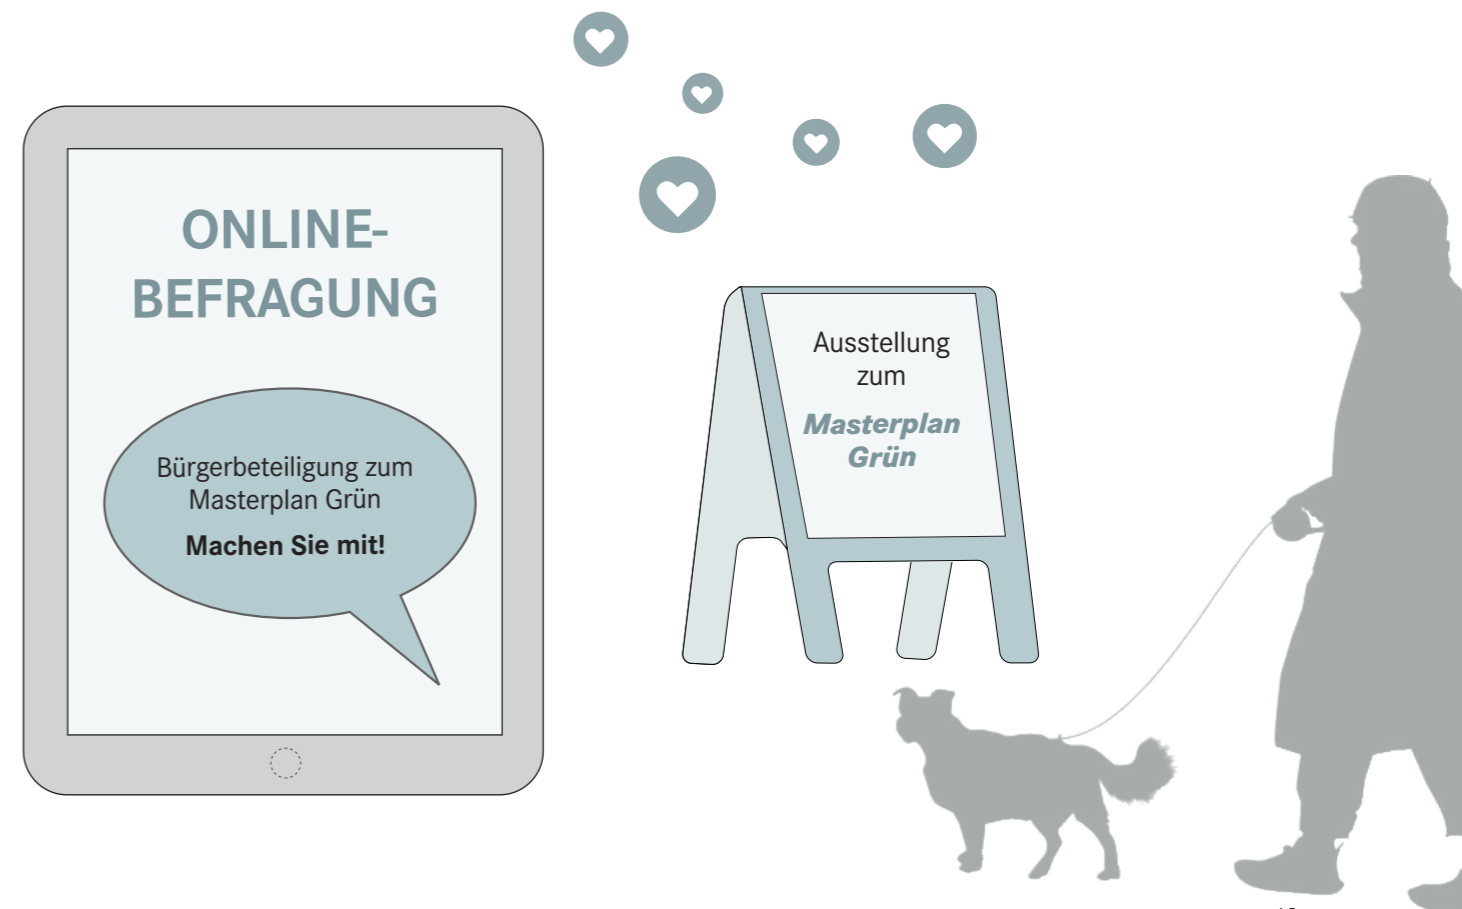 ONLINE-
BEFRAGUNG
Bürgerbeteiligung zum
Masterplan Grün
Machen Sie mit!
Ausstellung
zum
Masterplan
Grün